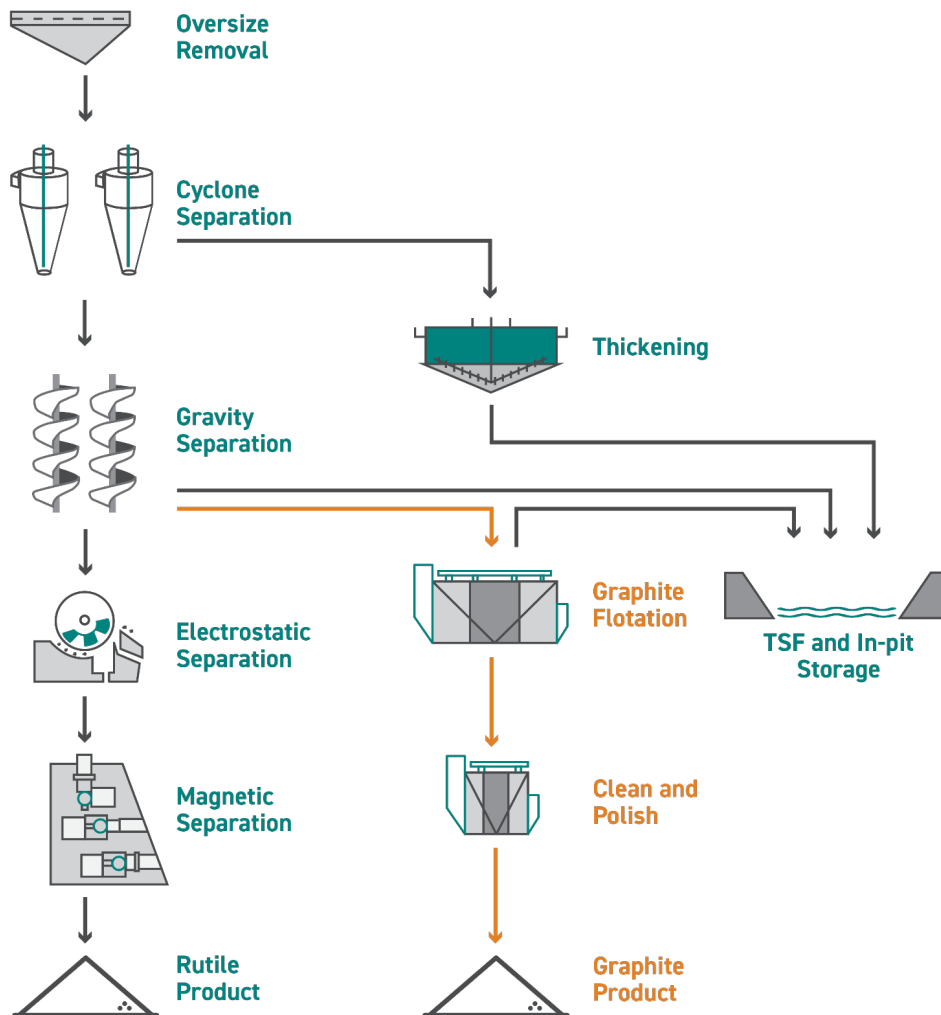 Oversize
Removal
Cyclone
Separation
Thickening
Gravity
Separation
Graphite
Flotation
TSF and In-pit
Storage
Electrostatic
Separation
Magnetic
Separation
Clean and
Polish
Rutile
Product
Graphite
Product